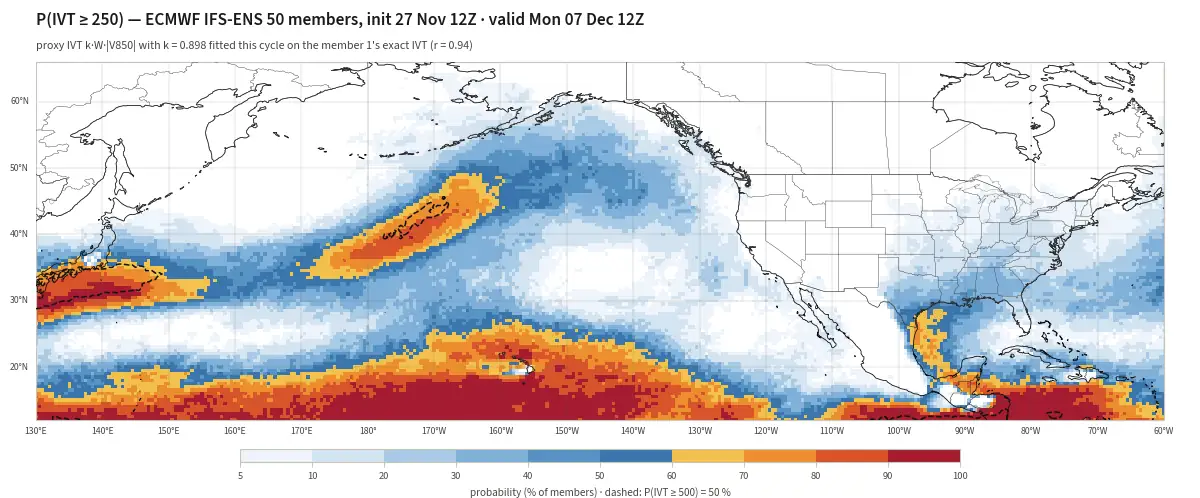 P(IVT ≥ 250) — ECMWF IFS-ENS 50 members, init 27 Nov 12Z · valid Mon 07 Dec 12Z
proxy IVT k·W·|V850| with k = 0.898 fitted this cycle on the member 1's exact IVT (r = 0.94)
60°N
50°N
40°N
30°N
20°N
130°E 140°E 150°E 160°E 170°E 180° 170°W 160°W 150°W 140°W 130°W 120°W 110°W 100°W 90°W 80°W 70°W 60°W
5 10 20 30 40 50 60 70 80 90 100
probability (% of members) · dashed: P(IVT ≥ 500) = 50 %